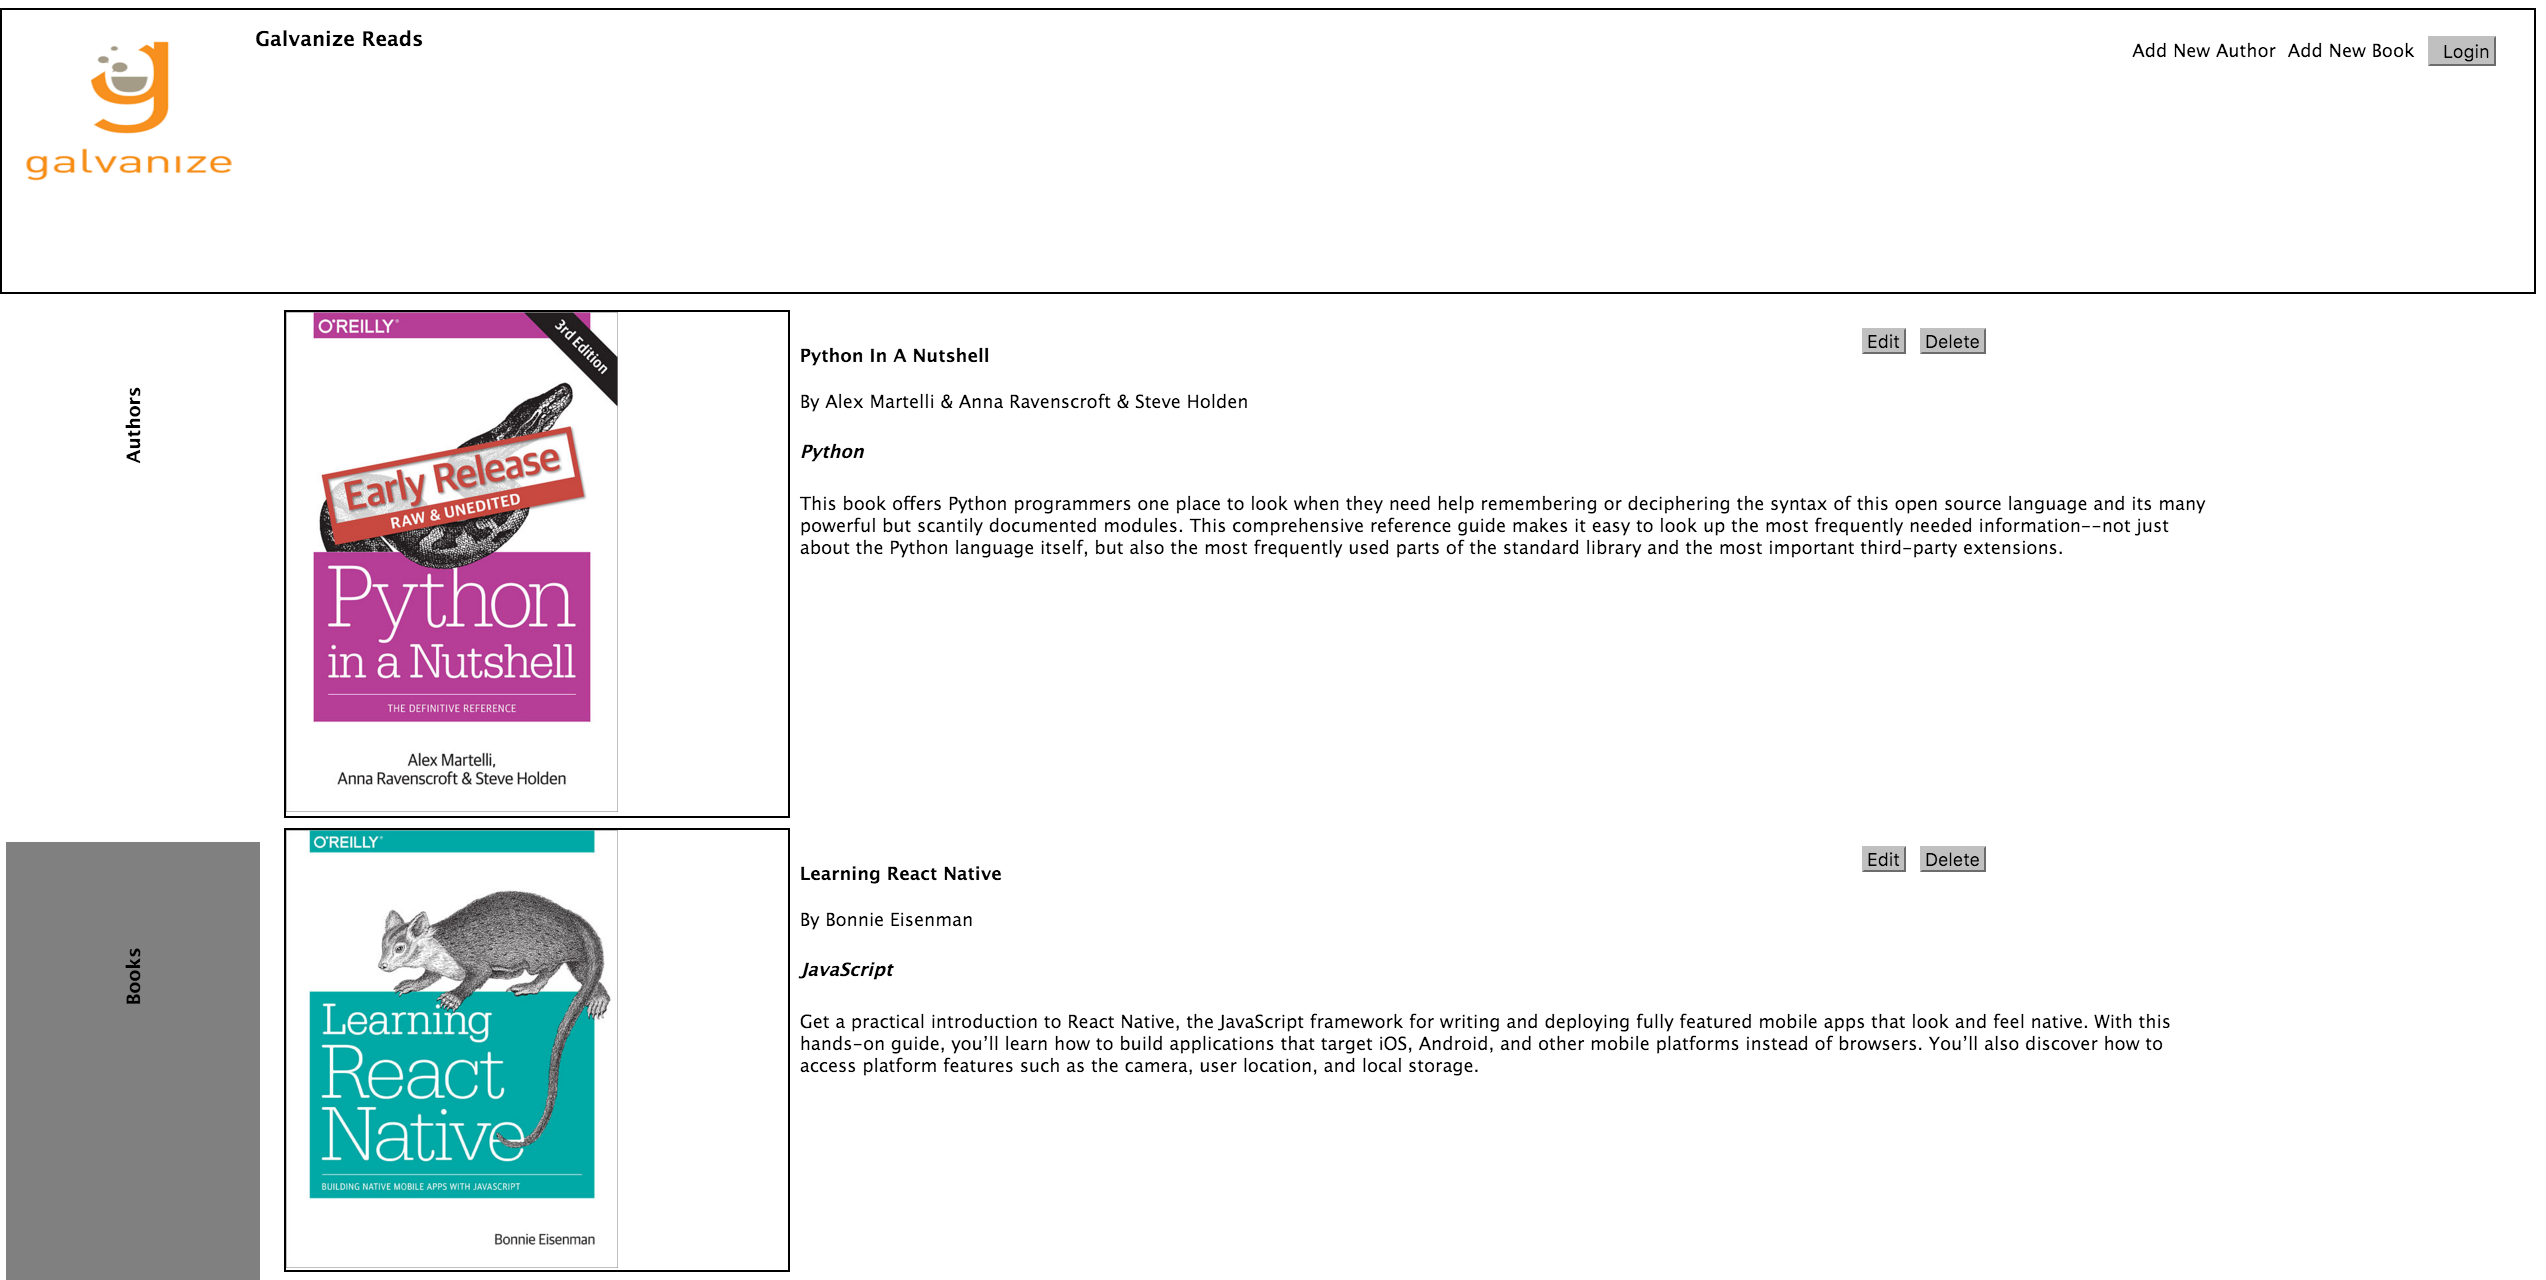 galvanize
Galvanize Reads
Add New Author Add New Book Login
Authors
O'REILLY®
3rd Edition
Early Release
RAW & UNEDITED
Python
in a Nutshell
THE DEFINITIVE REFERENCE
Alex Martelli,
Anna Ravenscroft & Steve Holden
Python In A Nutshell
Edit Delete
By Alex Martelli & Anna Ravenscroft & Steve Holden
Python
This book offers Python programmers one place to look when they need help remembering or deciphering the syntax of this open source language and its many
powerful but scantily documented modules. This comprehensive reference guide makes it easy to look up the most frequently needed information--not just
about the Python language itself, but also the most frequently used parts of the standard library and the most important third-party extensions.
Books
O'REILLY®
Learning
React
Native
BUILDING NATIVE MOBILE APPS WITH JAVASCRIPT
Bonnie Eisenman
Learning React Native
Edit Delete
By Bonnie Eisenman
JavaScript
Get a practical introduction to React Native, the JavaScript framework for writing and deploying fully featured mobile apps that look and feel native. With this
hands-on guide, you’ll learn how to build applications that target iOS, Android, and other mobile platforms instead of browsers. You’ll also discover how to
access platform features such as the camera, user location, and local storage.